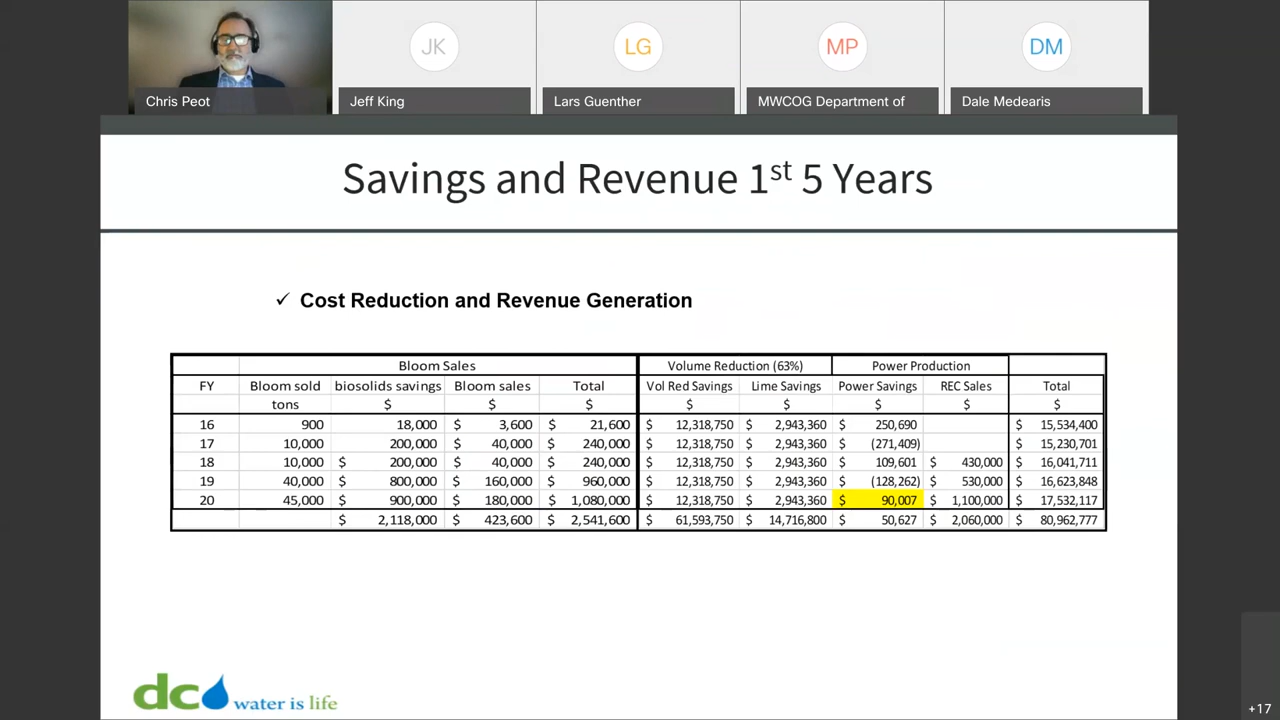 JK LG MP DM
Chris Peot Jeff King Lars Guenther MWCOG Department of Dale Medearis
Savings and Revenue 1st 5 Years
✓ Cost Reduction and Revenue Generation
Bloom Sales Volume Reduction (63%) Power Production
FY Bloom sold biosolids savings Bloom sales Total Vol Red Savings Lime Savings Power Savings REC Sales Total
tons $ $ $ $ $ $ $ $
16 900 18,000 $ 3,600 $ 21,600 $ 12,318,750 $ 2,943,360 $ 250,690 $ 15,534,400
17 10,000 200,000 $ 40,000 $ 240,000 $ 12,318,750 $ 2,943,360 $ (271,409) $ 15,230,701
18 10,000 $ 200,000 $ 40,000 $ 240,000 $ 12,318,750 $ 2,943,360 $ 109,601 $ 430,000 $ 16,041,711
19 40,000 $ 800,000 $ 160,000 $ 960,000 $ 12,318,750 $ 2,943,360 $ (128,262) $ 530,000 $ 16,623,848
20 45,000 $ 900,000 $ 180,000 $ 1,080,000 $ 12,318,750 $ 2,943,360 $ 90,007 $ 1,100,000 $ 17,532,117
$ 2,118,000 $ 423,600 $ 2,541,600 $ 61,593,750 $ 14,716,800 $ 50,627 $ 2,060,000 $ 80,962,777
dc water is life
+17